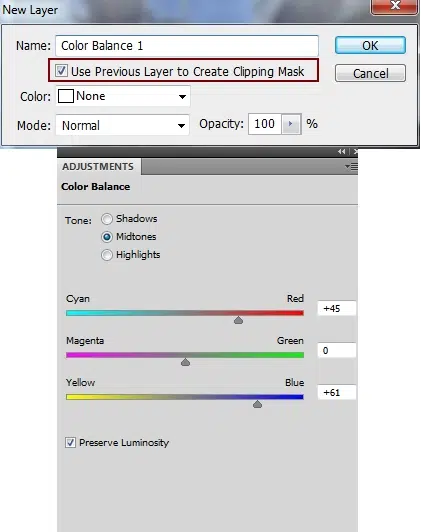 New Layer
Name: Color Balance 1
OK
Use Previous Layer to Create Clipping Mask
Cancel
Color: None
Mode: Normal Opacity: 100 %
ADJUSTMENTS
Color Balance
Tone: Shadows
Midtones
Highlights
Cyan Red
+45
Magenta Green
0
Yellow Blue
+61
Preserve Luminosity